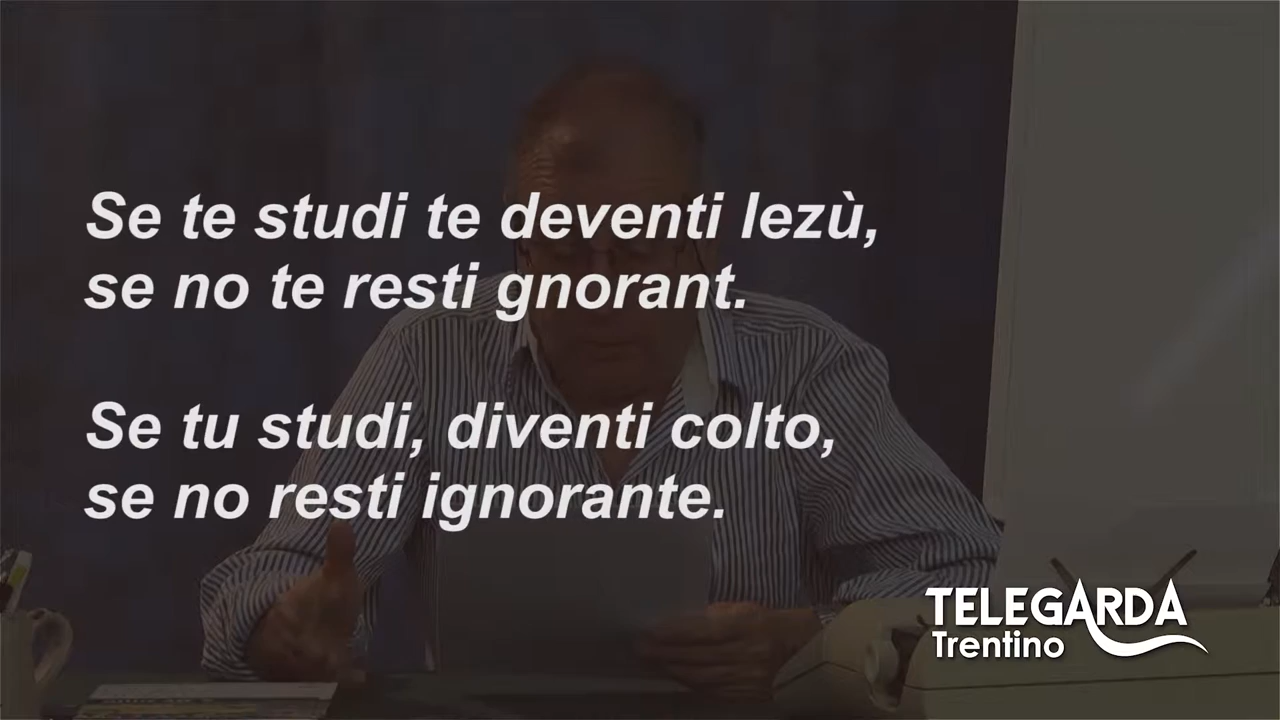 Se te studi te deventi lezù,
se no te resti gnorant.
Se tu studi, diventi colto,
se no resti ignorante.
TELEGARDA
Trentino